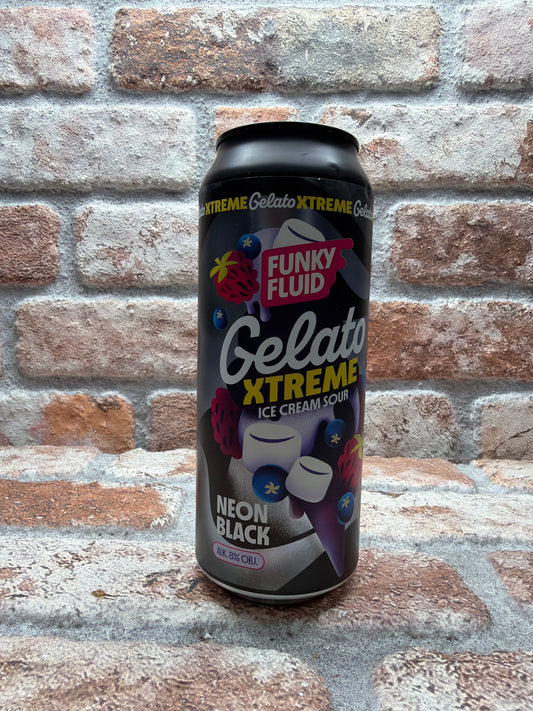 XTREME Gelato XTREME Gelato
FUNKY
FLUID
Gelato
XTREME
ICE CREAM SOUR
NEON
BLACK
ALK. 8% OBJ.